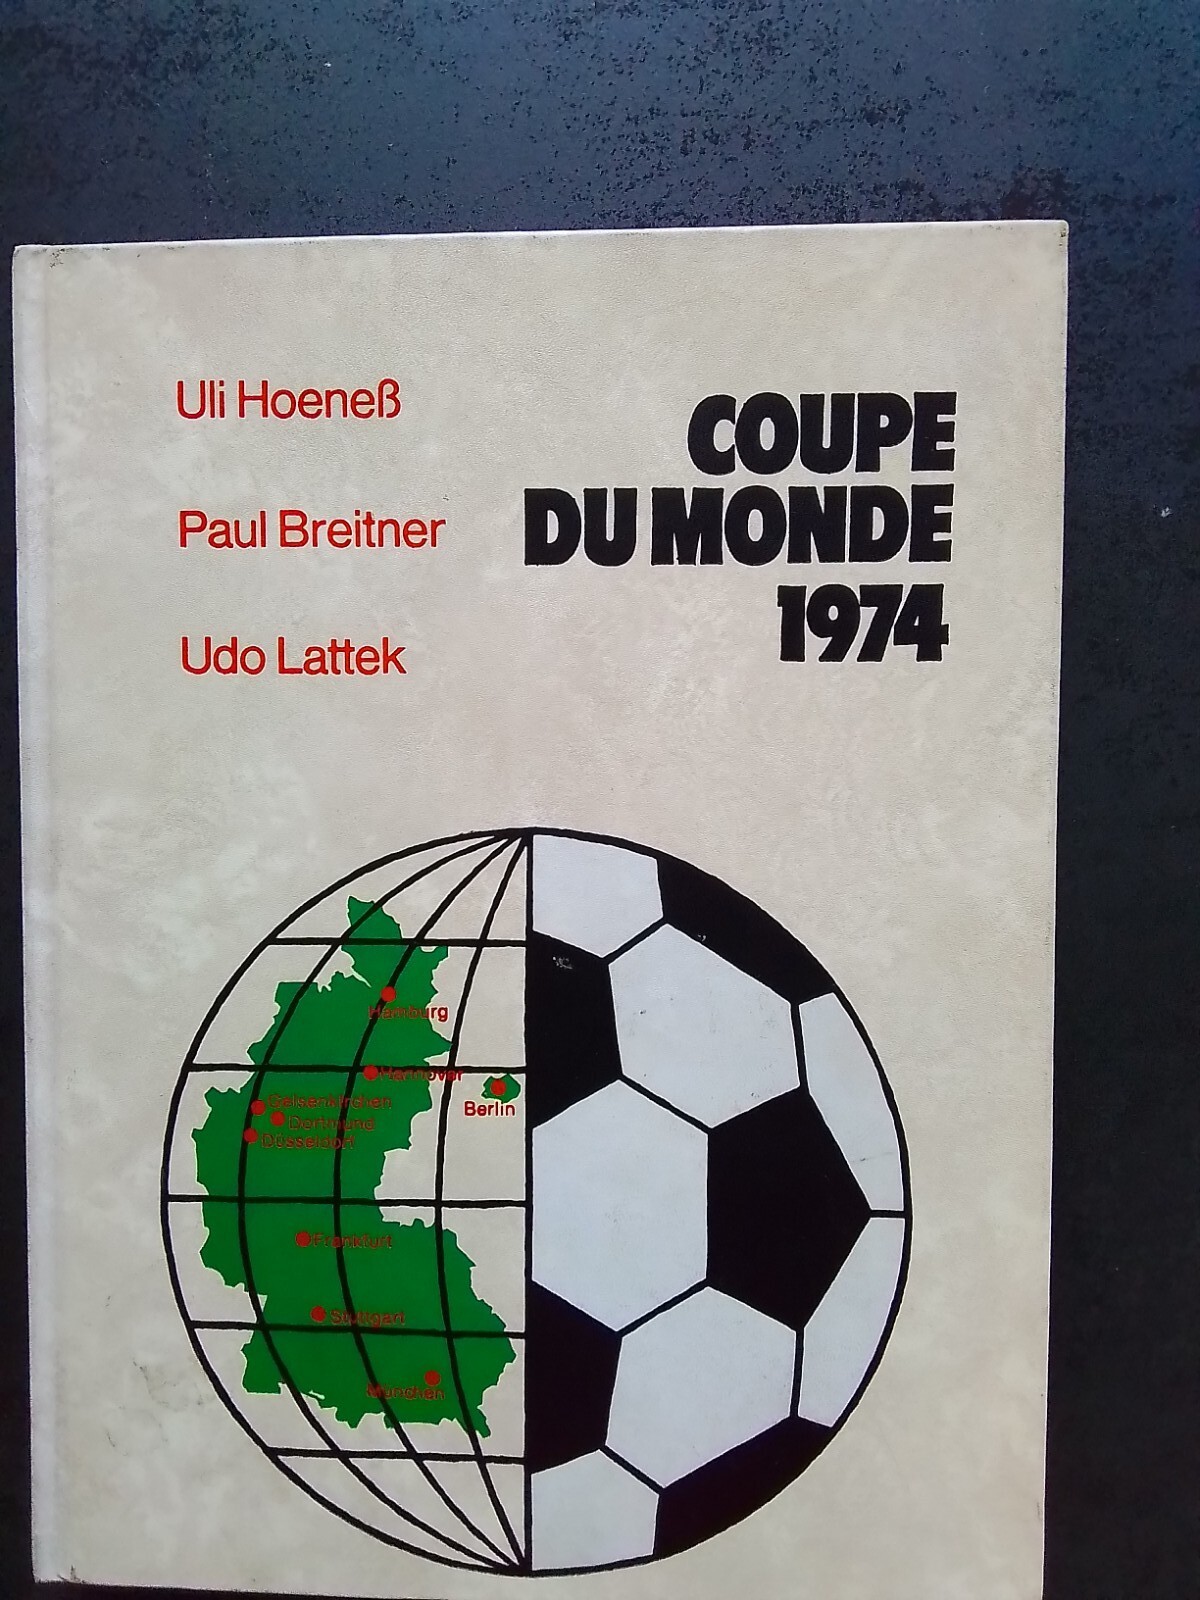 Uli Hoeneß
Paul Breitner
Udo Lattek
COUPE
DU MONDE
1974
Hamburg
Hannover
Berlin
Gelsenkirchen
Dortmund
Düsseldorf
Frankfurt
Stuttgart
München